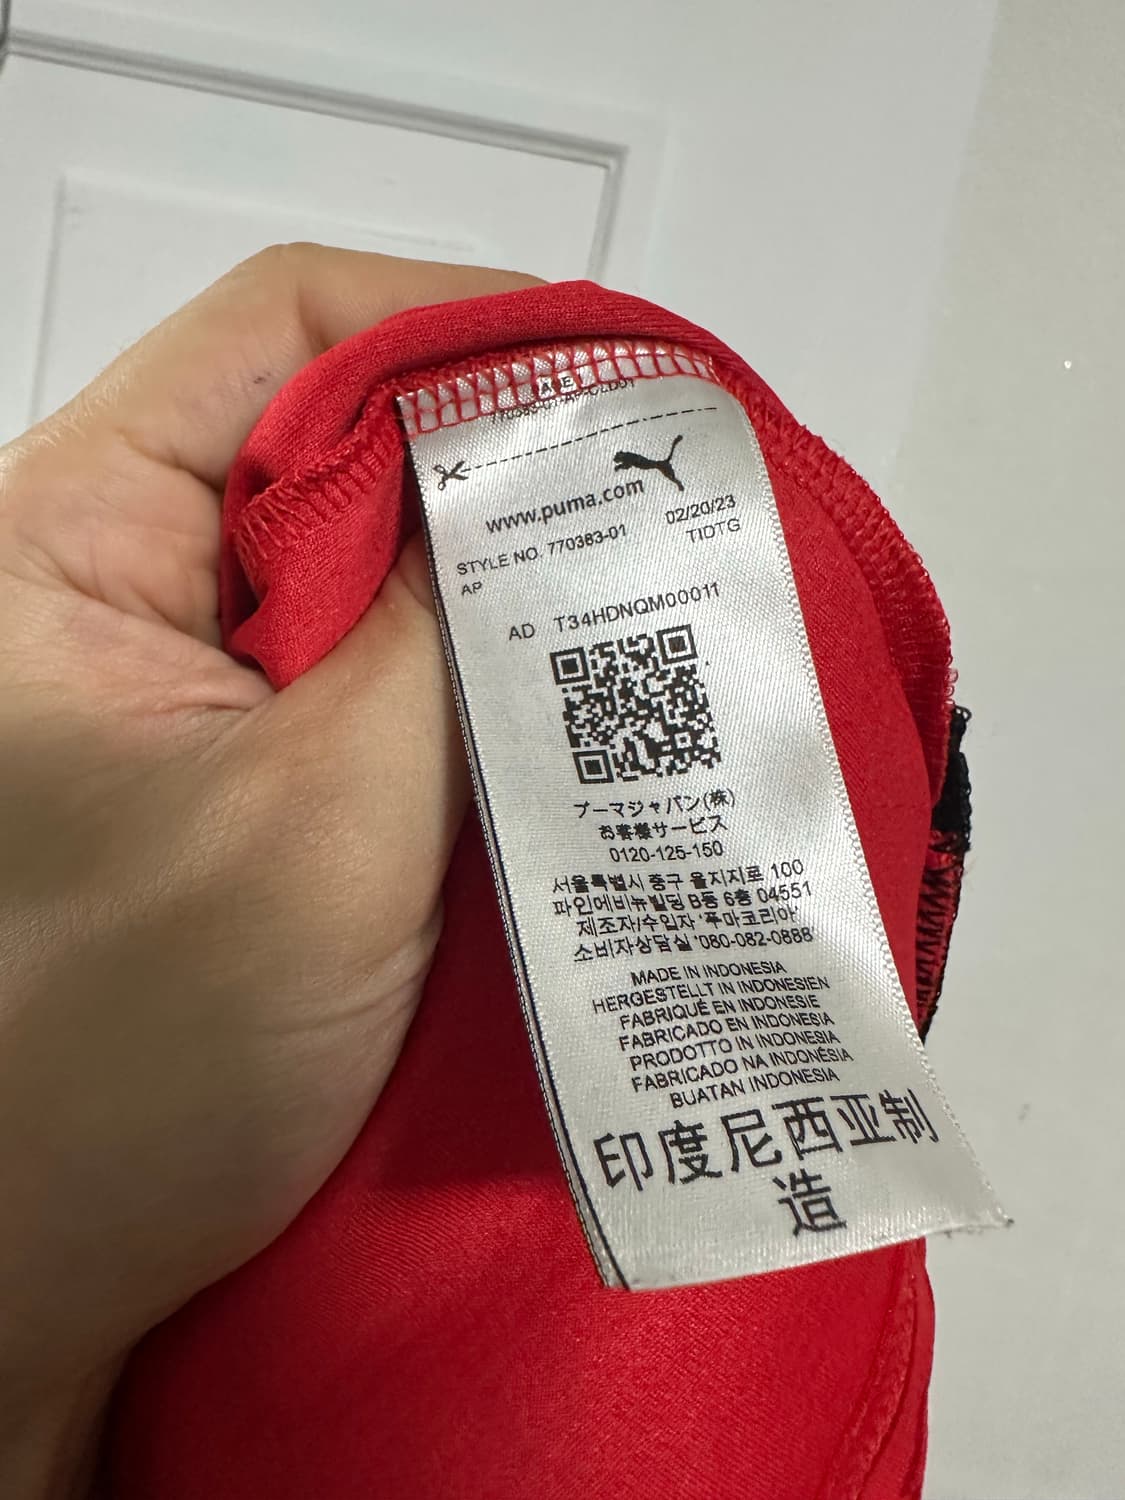 A E
www.puma.com
02/20/23
STYLE NO. 770383-01
TIDTG
AP
AD T34HDNQM00011
プーマジャパン(株)
お客様サービス
0120-125-150
서울특별시 중구 을지지로 100
파인에비뉴빌딩 B동 6층 04551
제조자/수입자 '푸마코리아'
소비자상담실 '080-082-0888'
MADE IN INDONESIA
HERGESTELLT IN INDONESIEN
FABRIQUÉ EN INDONESIE
FABRICADO EN INDONESIA
PRODOTTO IN INDONESIA
FABRICADO NA INDONÉSIA
BUATAN INDONESIA
印度尼西亚制
造